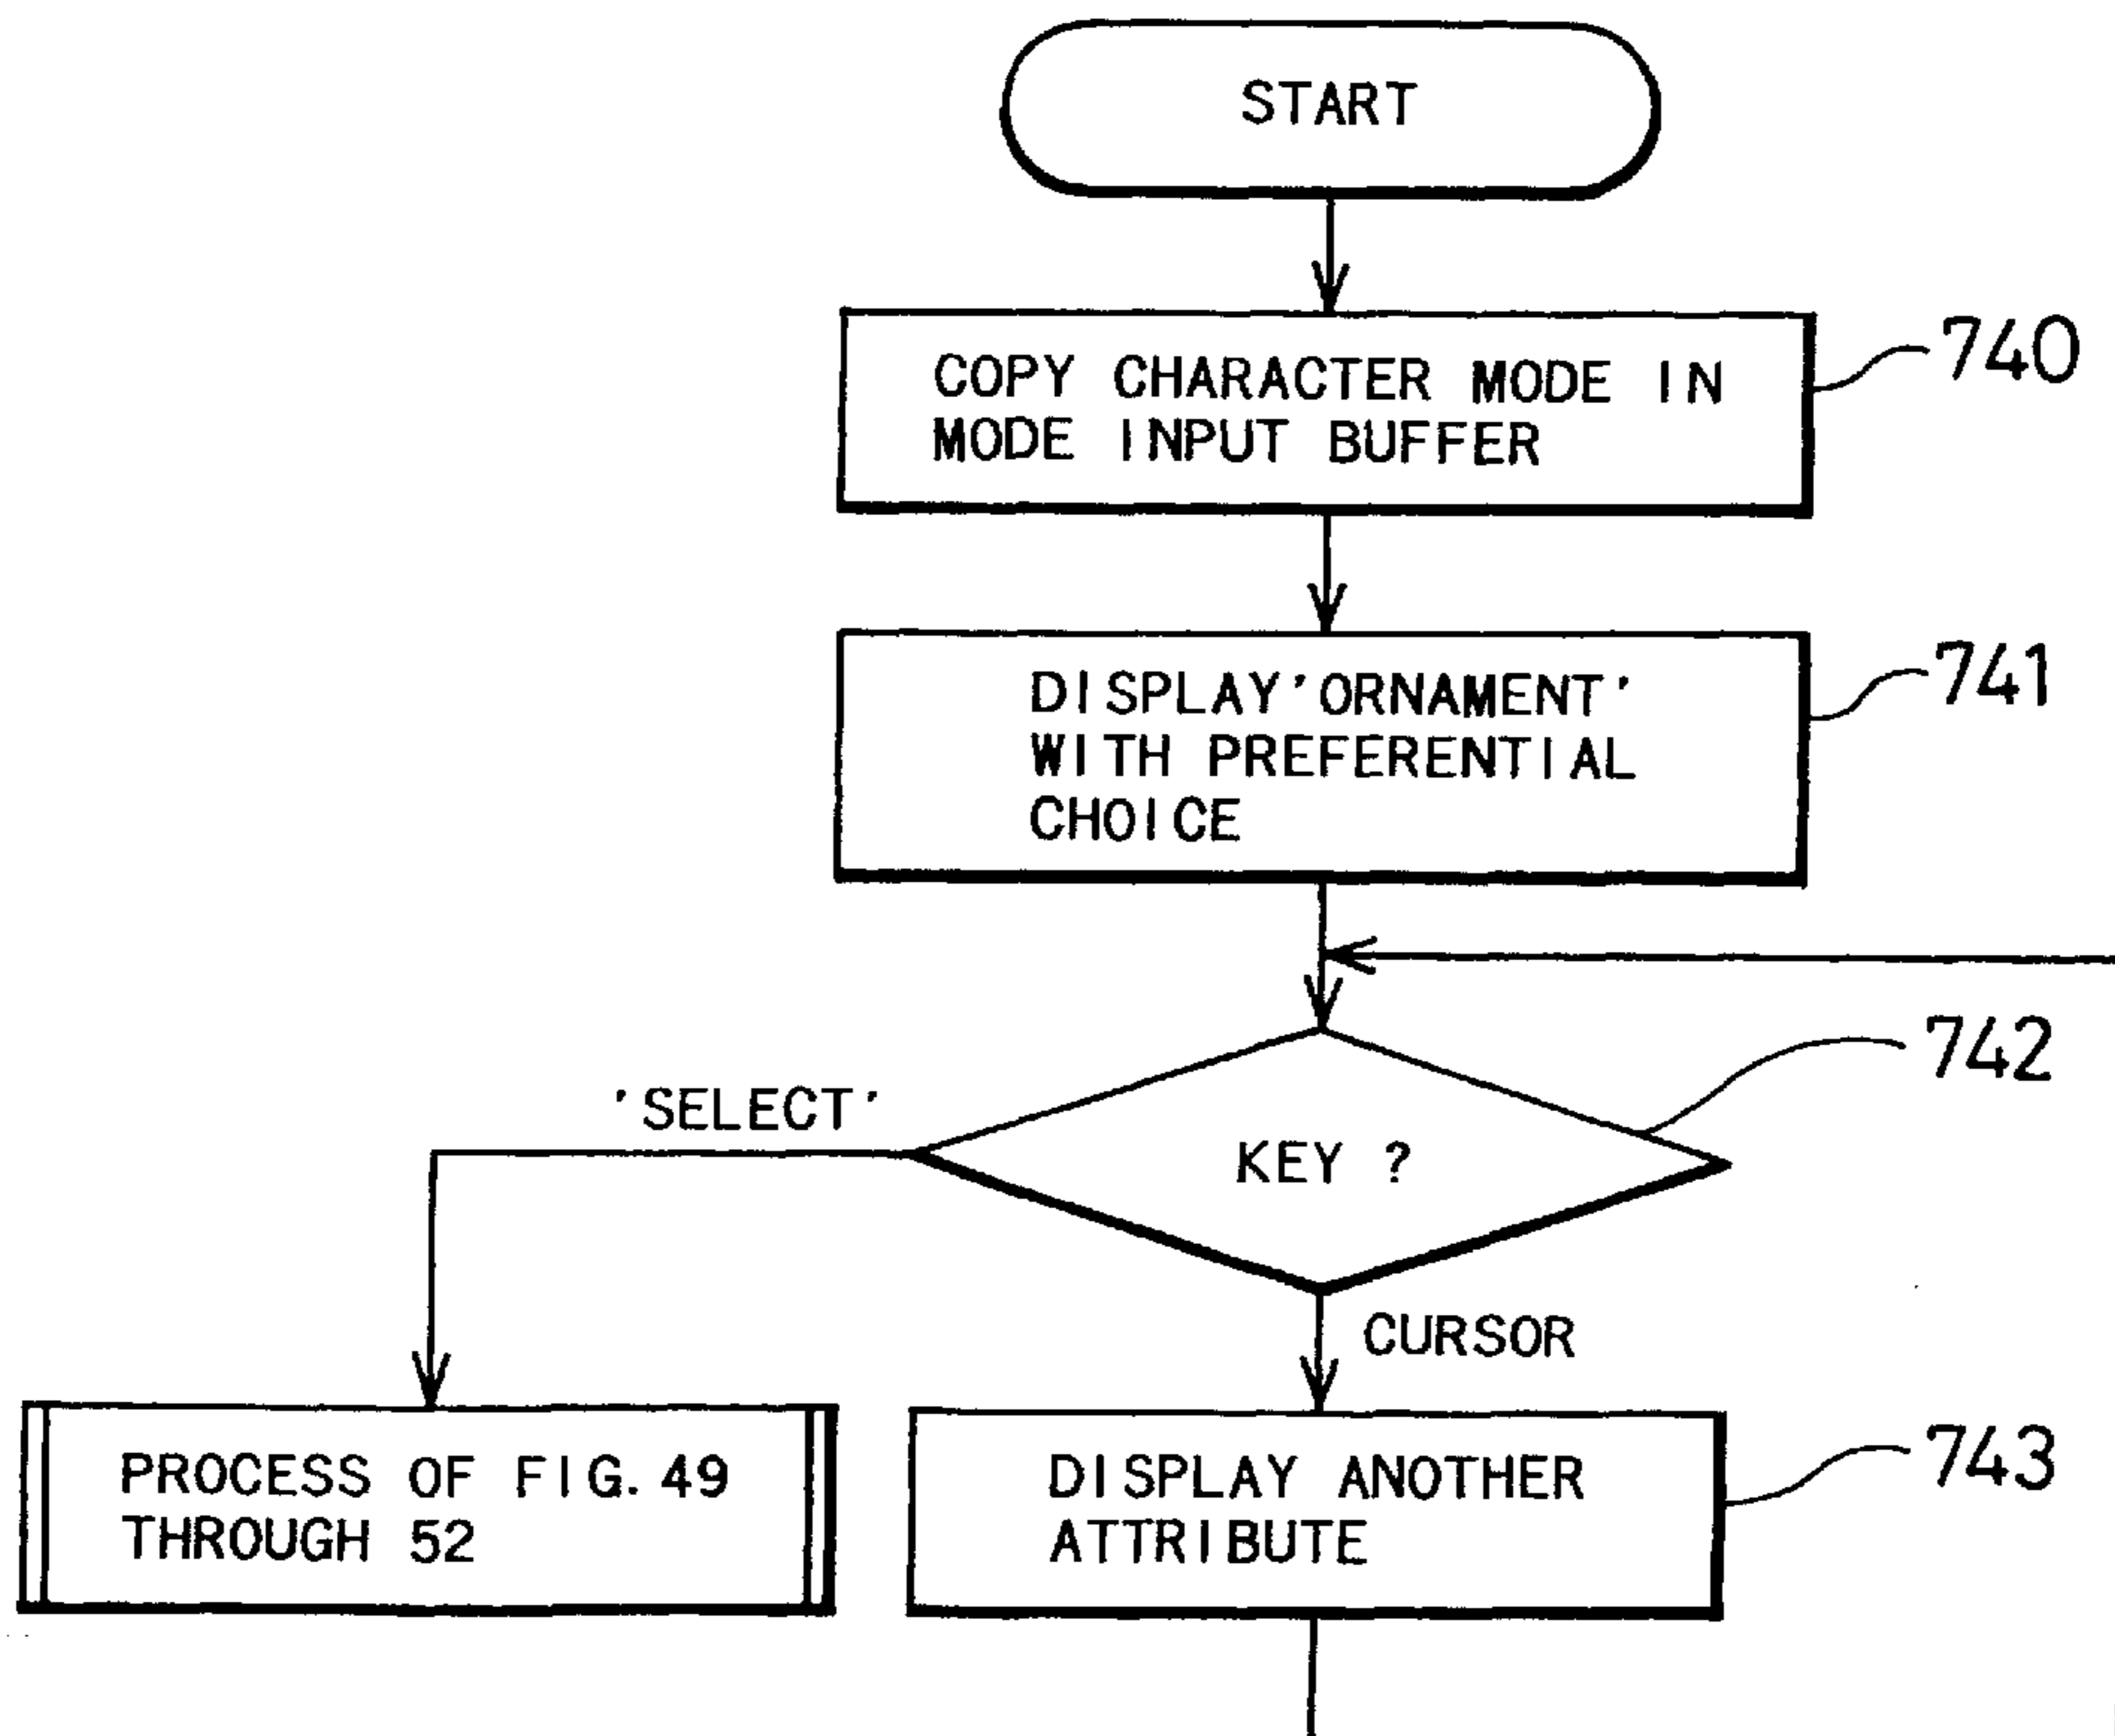 START
COPY CHARACTER MODE IN
MODE INPUT BUFFER
740
DISPLAY'ORNAMENT'
WITH PREFERENTIAL
CHOICE
741
742
'SELECT'
KEY ?
CURSOR
PROCESS OF FIG. 49
THROUGH 52
DISPLAY ANOTHER
ATTRIBUTE
743